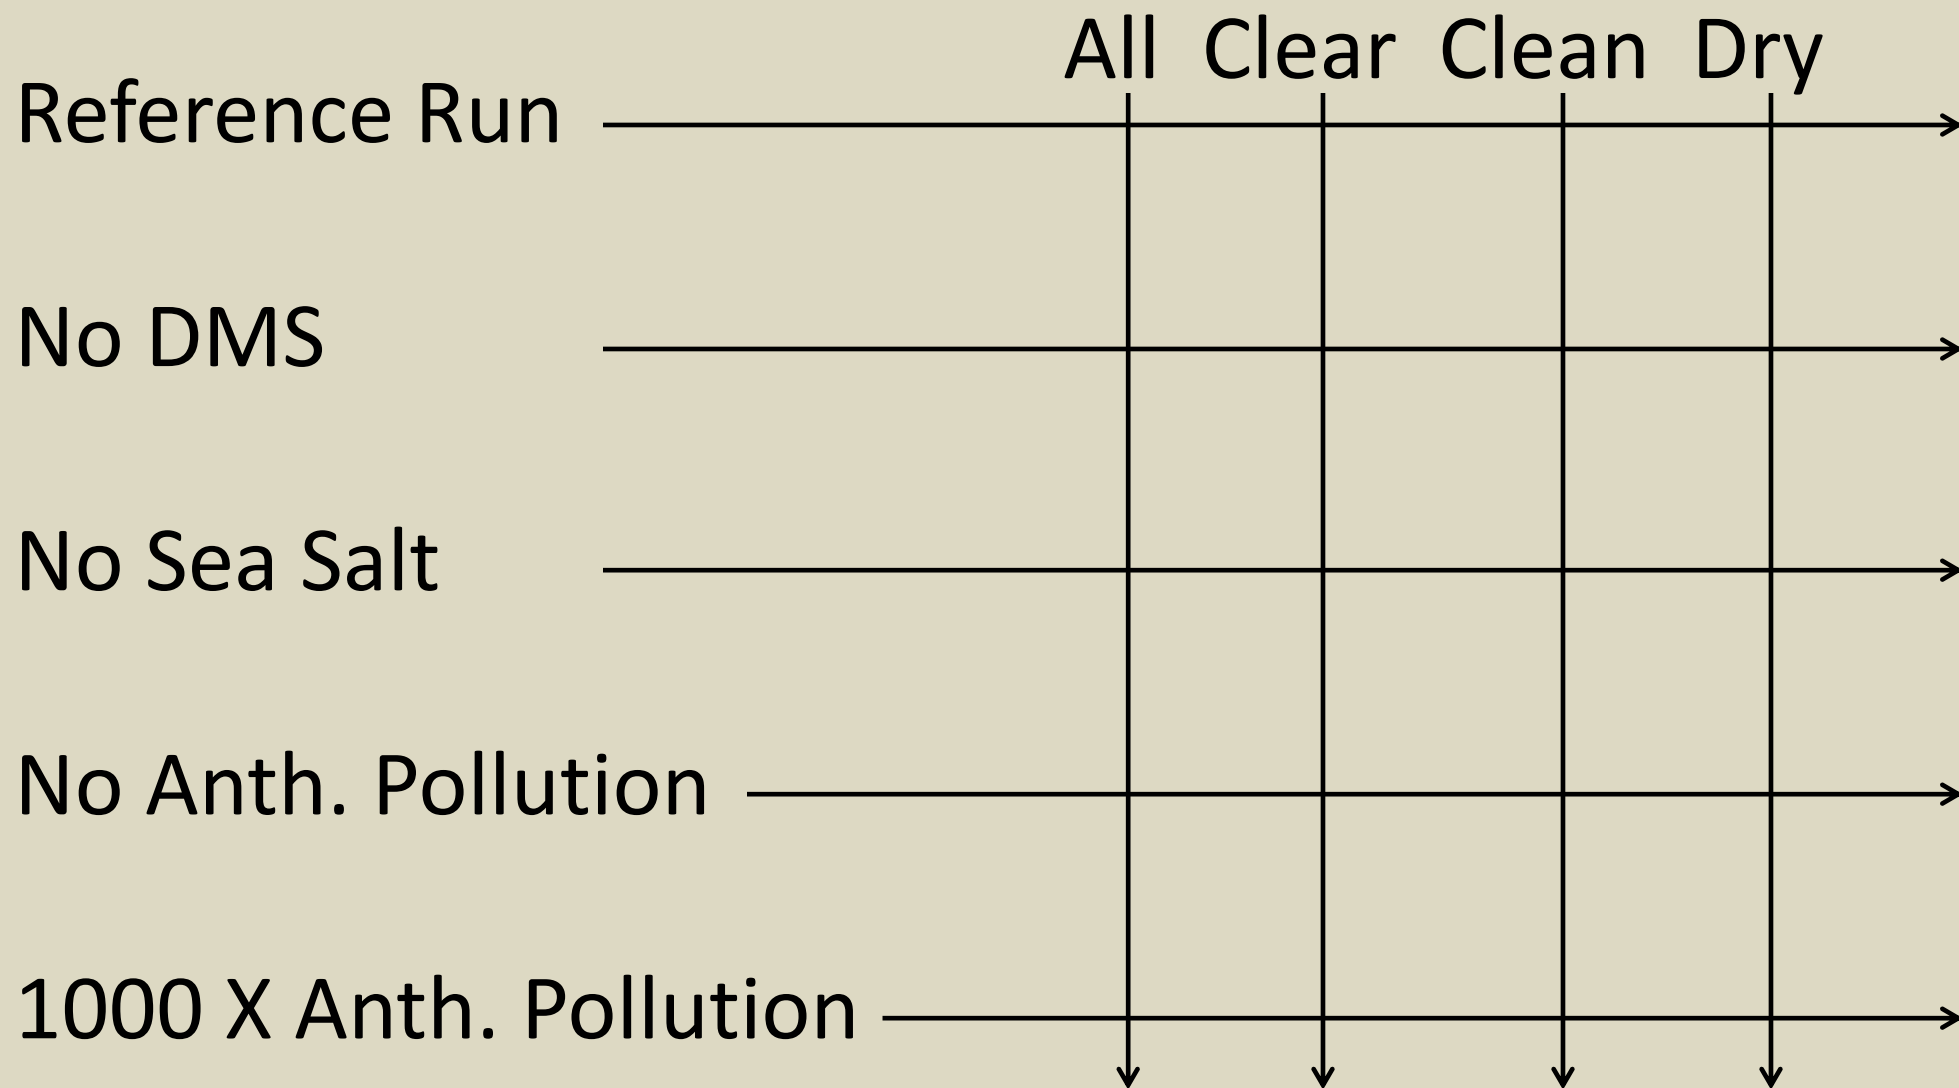 All Clear Clean Dry
Reference Run
No DMS
No Sea Salt
No Anth. Pollution
1000 X Anth. Pollution